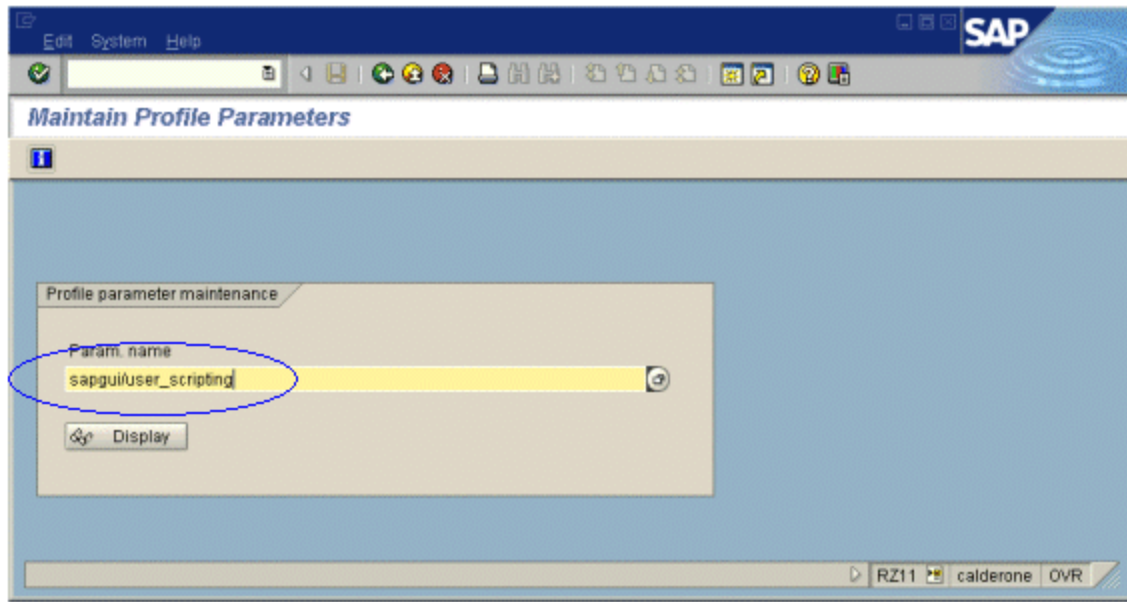 Edit System Help
SAP
Maintain Profile Parameters
Profile parameter maintenance
Param. name
sapgui/user_scripting
Display
RZ11 calderone OVR